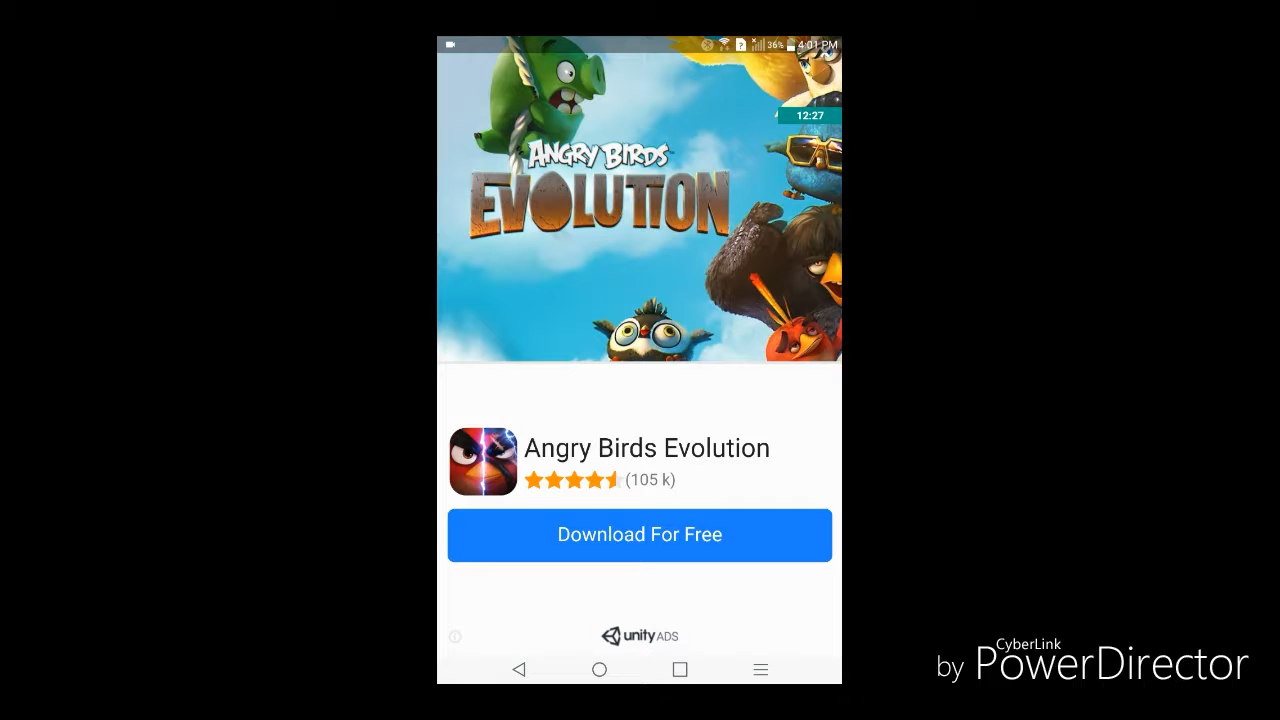 36% 4:01 PM
12:27
ANGRY BIRDS
EVOLUTION
Angry Birds Evolution
(105 k)
Download For Free
unity ADS
CyberLink
by PowerDirector